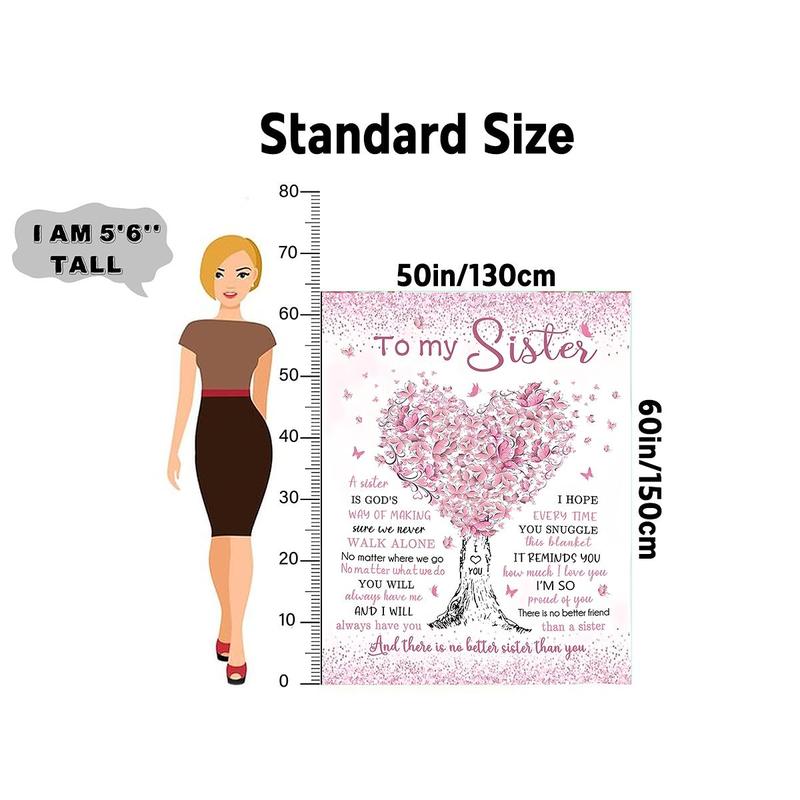 Standard Size
I AM 5'6''
TALL
80
70
60
50
40
30
20
10
0
50in/130cm
60in/150cm
To my Sister
A sister
IS GOD'S
WAY OF MAKING
sure we never
WALK ALONE
No matter where we go
No matter what we do
YOU WILL
always have me
AND I WILL
always have you
I
YOU
I HOPE
EVERY TIME
YOU SNUGGLE
this blanket
IT REMINDS YOU
how much I love you
I'M SO
proud of you
There is no better friend
than a sister
And there is no better sister than you